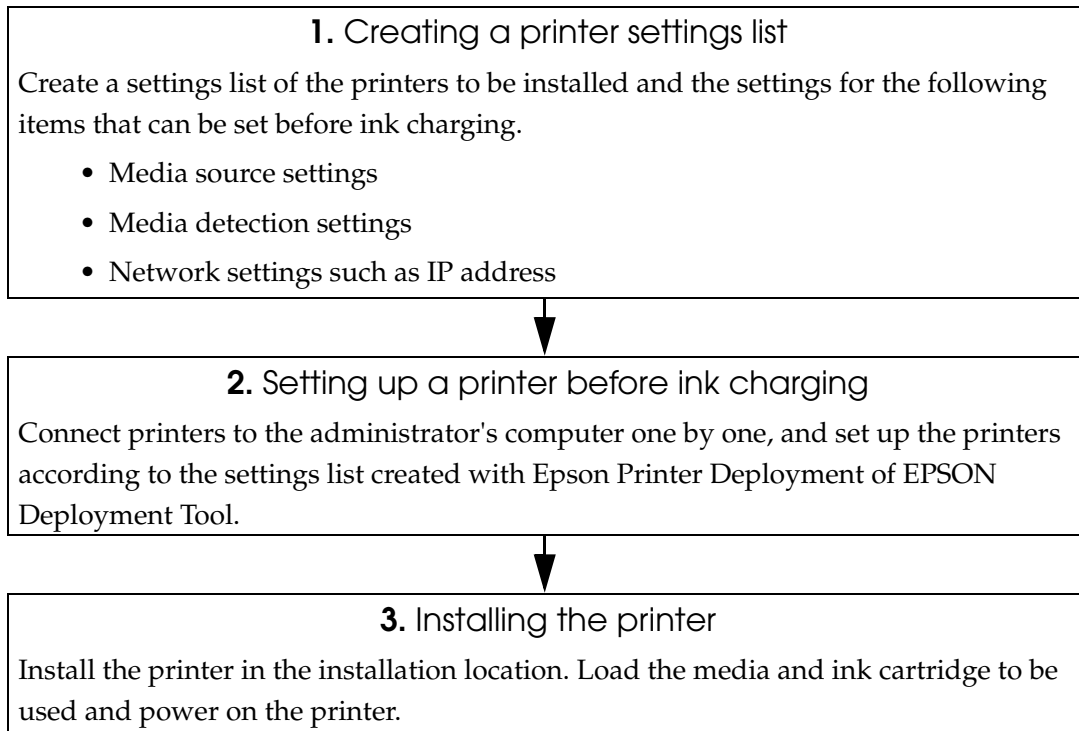 1. Creating a printer settings list
Create a settings list of the printers to be installed and the settings for the following
items that can be set before ink charging.
• Media source settings
• Media detection settings
• Network settings such as IP address
2. Setting up a printer before ink charging
Connect printers to the administrator's computer one by one, and set up the printers
according to the settings list created with Epson Printer Deployment of EPSON
Deployment Tool.
3. Installing the printer
Install the printer in the installation location. Load the media and ink cartridge to be
used and power on the printer.